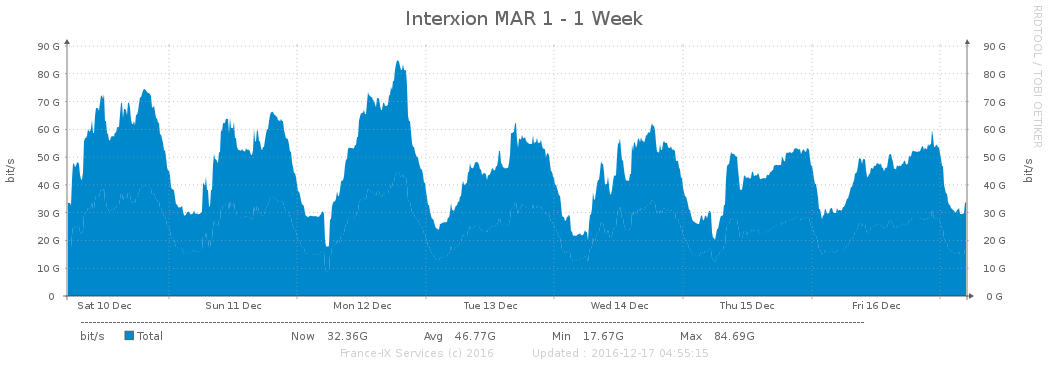 Interxion MAR 1 - 1 Week
RRDTOOL / TOBI OETIKER
bit/s
90 G 90 G
80 G 80 G
70 G 70 G
60 G 60 G
50 G 50 G
40 G 40 G
30 G 30 G
20 G 20 G
10 G 10 G
0 0 G
bit/s
Sat 10 Dec Sun 11 Dec Mon 12 Dec Tue 13 Dec Wed 14 Dec Thu 15 Dec Fri 16 Dec
bit/s Total Now 32.36G Avg 46.77G Min 17.67G Max 84.69G
France-IX Services (c) 2016 Updated : 2016-12-17 04:55:15